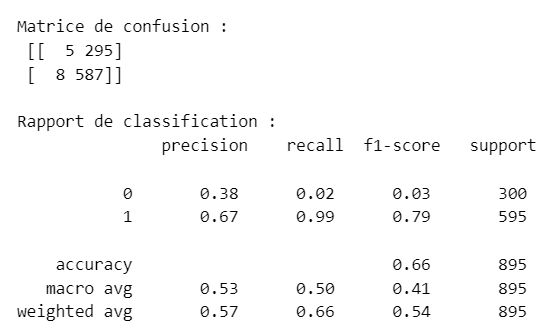 Matrice de confusion :
[[  5 295]
[  8 587]]
Rapport de classification :
precision recall f1-score support
0 0.38 0.02 0.03 300
1 0.67 0.99 0.79 595
accuracy 0.66 895
macro avg 0.53 0.50 0.41 895
weighted avg 0.57 0.66 0.54 895